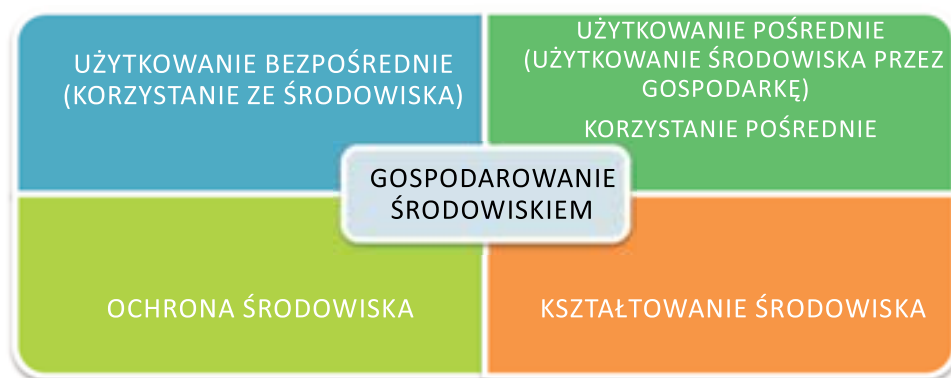 UŻYTKOWANIE BEZPOŚREDNIE
(KORZYSTANIE ZE ŚRODOWISKA)
UŻYTKOWANIE POŚREDNIE
(UŻYTKOWANIE ŚRODOWISKA PRZEZ
GOSPODARKĘ)
KORZYSTANIE POŚREDNIE
GOSPODAROWANIE
ŚRODOWISKIEM
OCHRONA ŚRODOWISKA
KSZTAŁTOWANIE ŚRODOWISKA